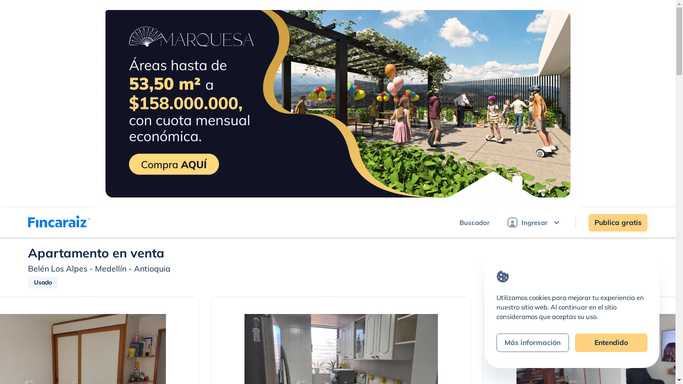 MARQUESA
Áreas hasta de
53,50 m² a
$158.000.000,
con cuota mensual
económica.
Compra AQUÍ
Fincaraiz
Buscador
Ingresar
Publica gratis
Apartamento en venta
Belén Los Alpes - Medellín - Antioquia
Usado
Utilizamos cookies para mejorar tu experiencia en
nuestro sitio web. Al continuar en el sitio
consideramos que aceptas su uso.
Más información
Entendido